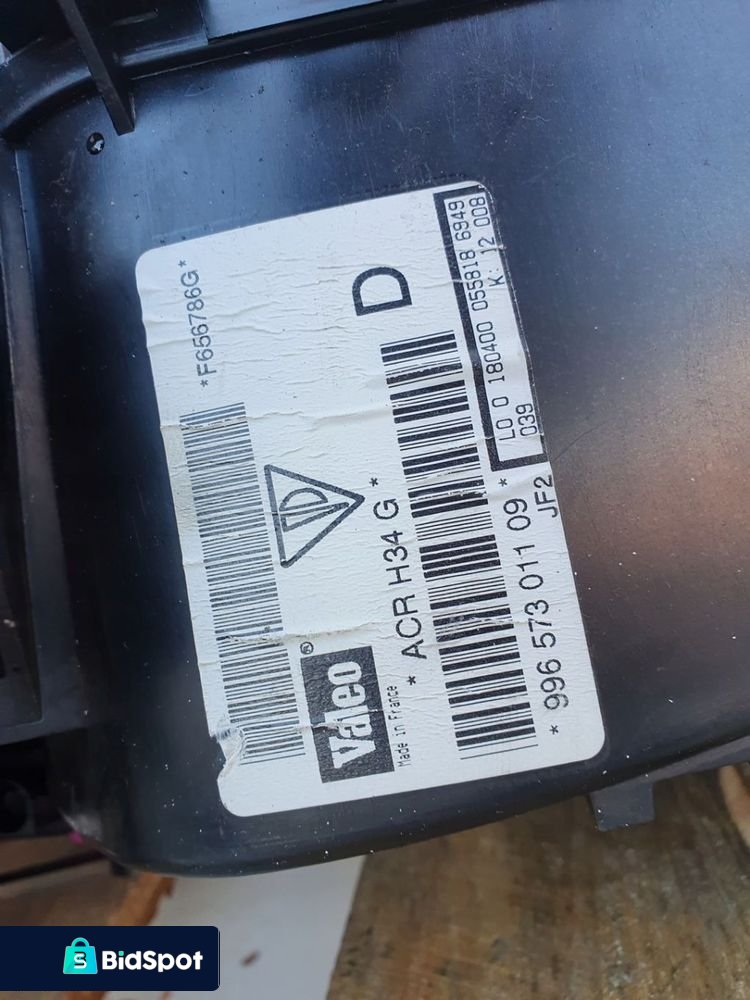 *F656786G*
D
Valeo®
Made in France
* ACR H34 G *
* 996 573 011 09 *
JF2
LO 0 180400 055818 6949
039 K: 12 008
D
BidSpot